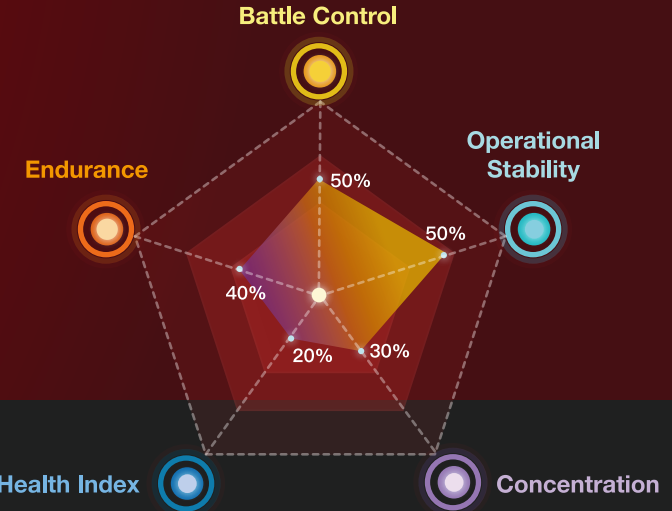 Battle Control
Operational
Stability
Endurance
50%
50%
40%
30%
20%
Health Index
Concentration